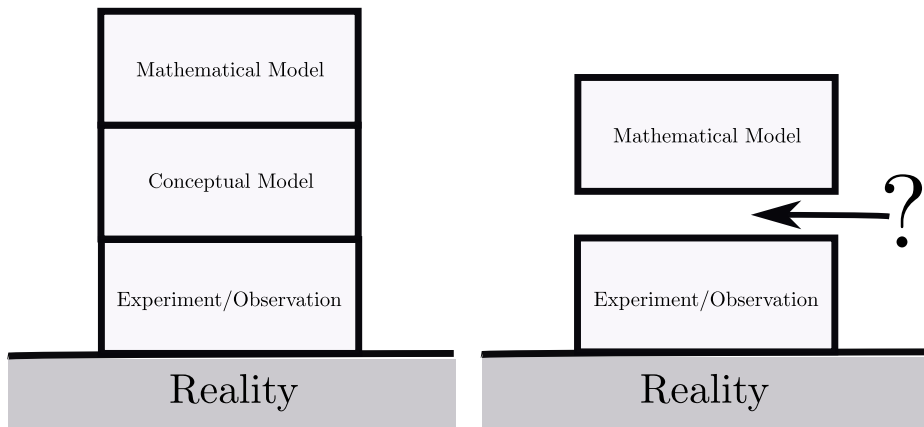 Mathematical Model
Conceptual Model
Experiment/Observation
Reality
Mathematical Model
?
Experiment/Observation
Reality